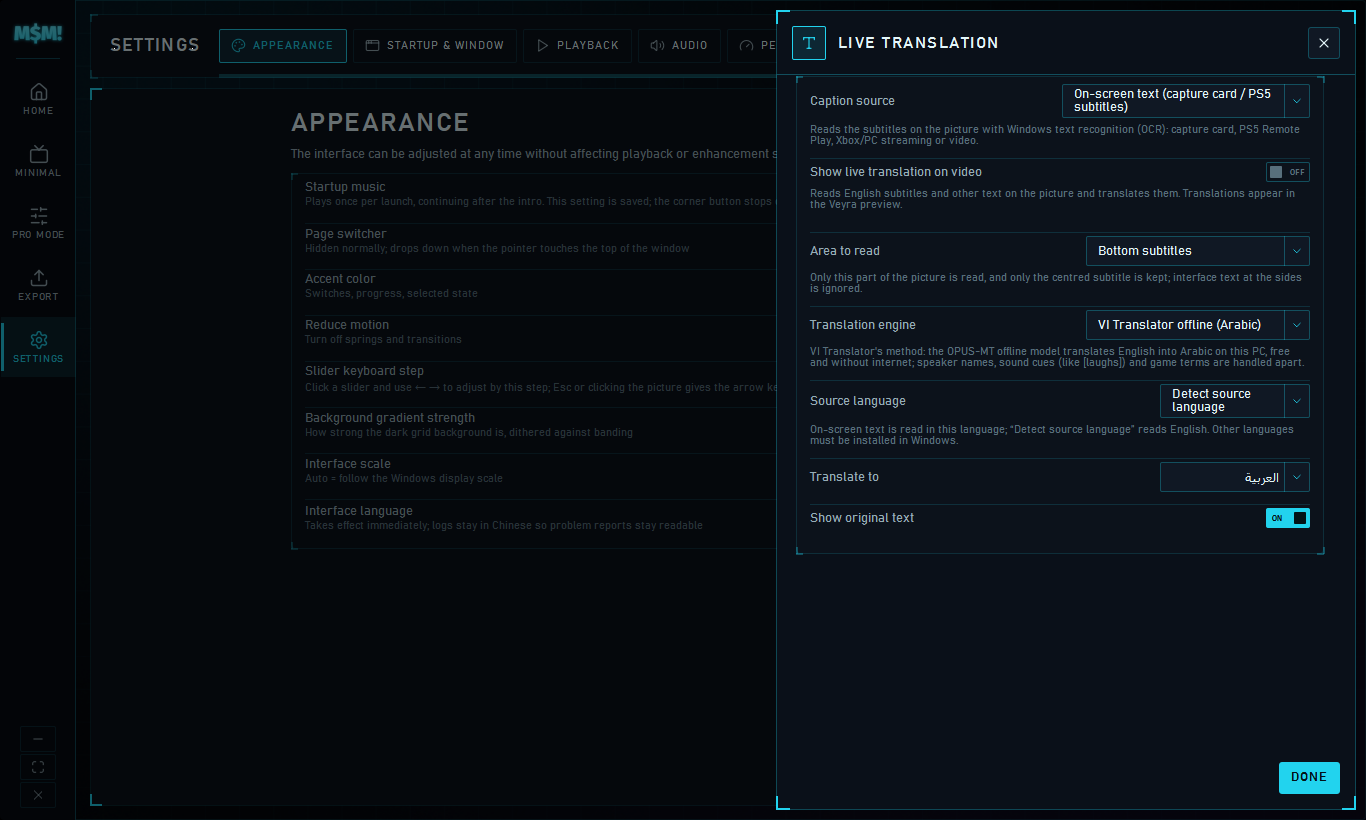 M$M!
HOME
MINIMAL
PRO MODE
EXPORT
SETTINGS
SETTINGS
APPEARANCE
STARTUP & WINDOW
PLAYBACK
AUDIO
PE
APPEARANCE
The interface can be adjusted at any time without affecting playback or enhancement s
Startup music
Plays once per launch, continuing after the intro. This setting is saved; the corner button stops
Page switcher
Hidden normally; drops down when the pointer touches the top of the window
Accent color
Switches, progress, selected state
Reduce motion
Turn off springs and transitions
Slider keyboard step
Click a slider and use ← → to adjust by this step; Esc or clicking the picture gives the arrow ke
Background gradient strength
How strong the dark grid background is, dithered against banding
Interface scale
Auto = follow the Windows display scale
Interface language
Takes effect immediately; logs stay in Chinese so problem reports stay readable
T
LIVE TRANSLATION
Caption source
On-screen text (capture card / PS5
subtitles)
Reads the subtitles on the picture with Windows text recognition (OCR): capture card, PS5 Remote
Play, Xbox/PC streaming or video.
Show live translation on video
OFF
Reads English subtitles and other text on the picture and translates them. Translations appear in
the Veyra preview.
Area to read
Bottom subtitles
Only this part of the picture is read, and only the centred subtitle is kept; interface text at the sides
is ignored.
Translation engine
VI Translator offline (Arabic)
VI Translator's method: the OPUS-MT offline model translates English into Arabic on this PC, free
and without internet; speaker names, sound cues (like [laughs]) and game terms are handled apart.
Source language
Detect source
language
On-screen text is read in this language; "Detect source language" reads English. Other languages
must be installed in Windows.
Translate to
العربية
Show original text
ON
DONE